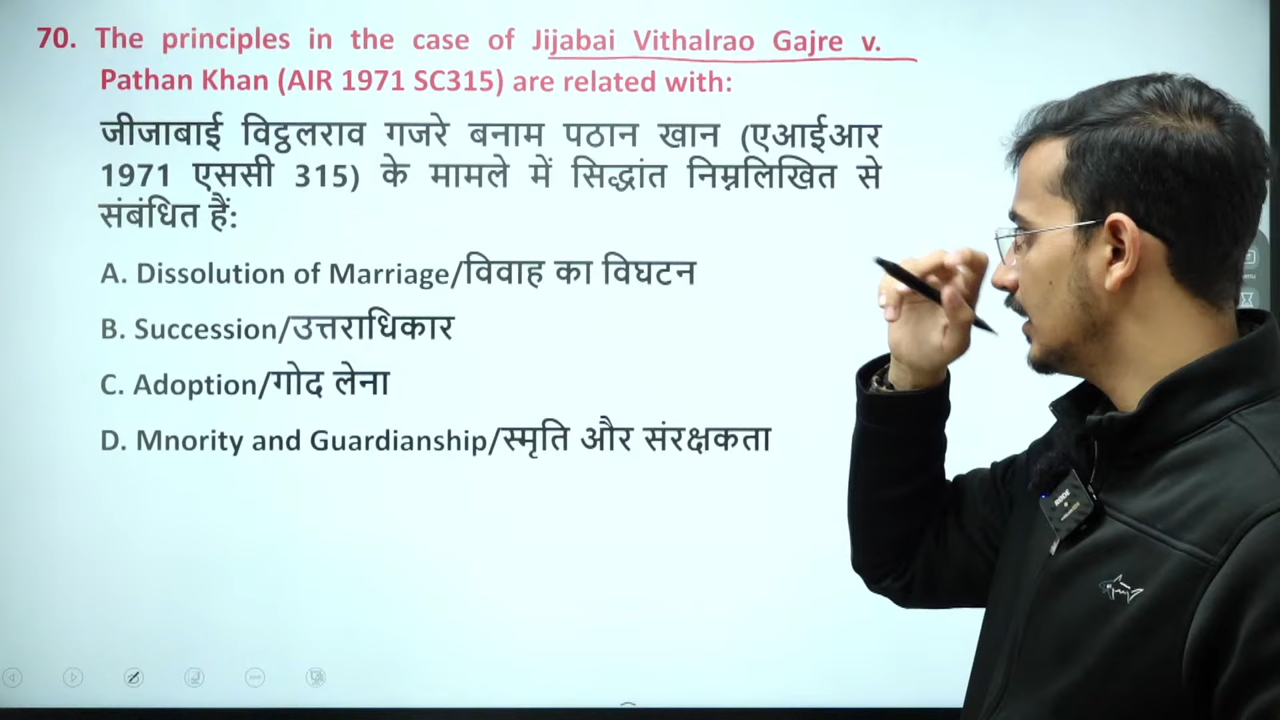 70. The principles in the case of Jijabai Vithalrao Gajre v.
Pathan Khan (AIR 1971 SC315) are related with:
जीजाबाई विट्ठलराव गजरे बनाम पठान खान (एआईआर
1971 एससी 315) के मामले में सिद्धांत निम्नलिखित से
संबंधित हैं:
A. Dissolution of Marriage/विवाह का विघटन
B. Succession/उत्तराधिकार
C. Adoption/गोद लेना
D. Mnority and Guardianship/स्मृति और संरक्षकता
RODE